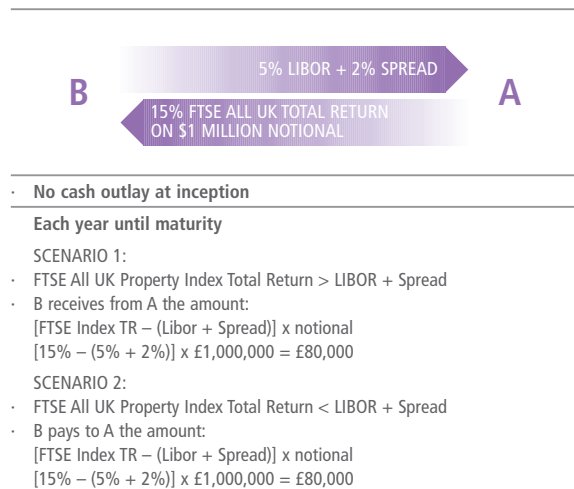 5% LIBOR + 2% SPREAD
B
A
15% FTSE ALL UK TOTAL RETURN
ON $1 MILLION NOTIONAL
· No cash outlay at inception
Each year until maturity
SCENARIO 1:
· FTSE All UK Property Index Total Return > LIBOR + Spread
· B receives from A the amount:
[FTSE Index TR – (Libor + Spread)] x notional
[15% – (5% + 2%)] x £1,000,000 = £80,000
SCENARIO 2:
· FTSE All UK Property Index Total Return < LIBOR + Spread
· B pays to A the amount:
[FTSE Index TR – (Libor + Spread)] x notional
[15% – (5% + 2%)] x £1,000,000 = £80,000